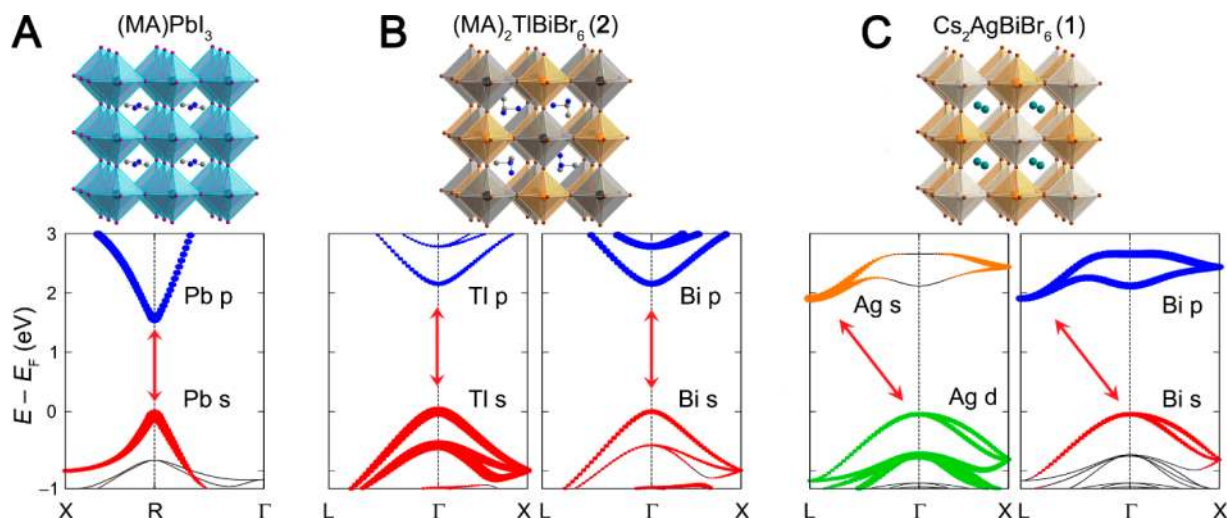 A
(MA)PbI₃
B
(MA)₂TlBiBr₆ (2)
C
Cs₂AgBiBr₆ (1)
E – E_F (eV)
3
2
1
0
–1
Pb p
Pb s
X R Γ
Tl p
Tl s
L Γ X
Bi p
Bi s
L Γ X
Ag s
Ag d
L Γ X
Bi p
Bi s
L Γ X